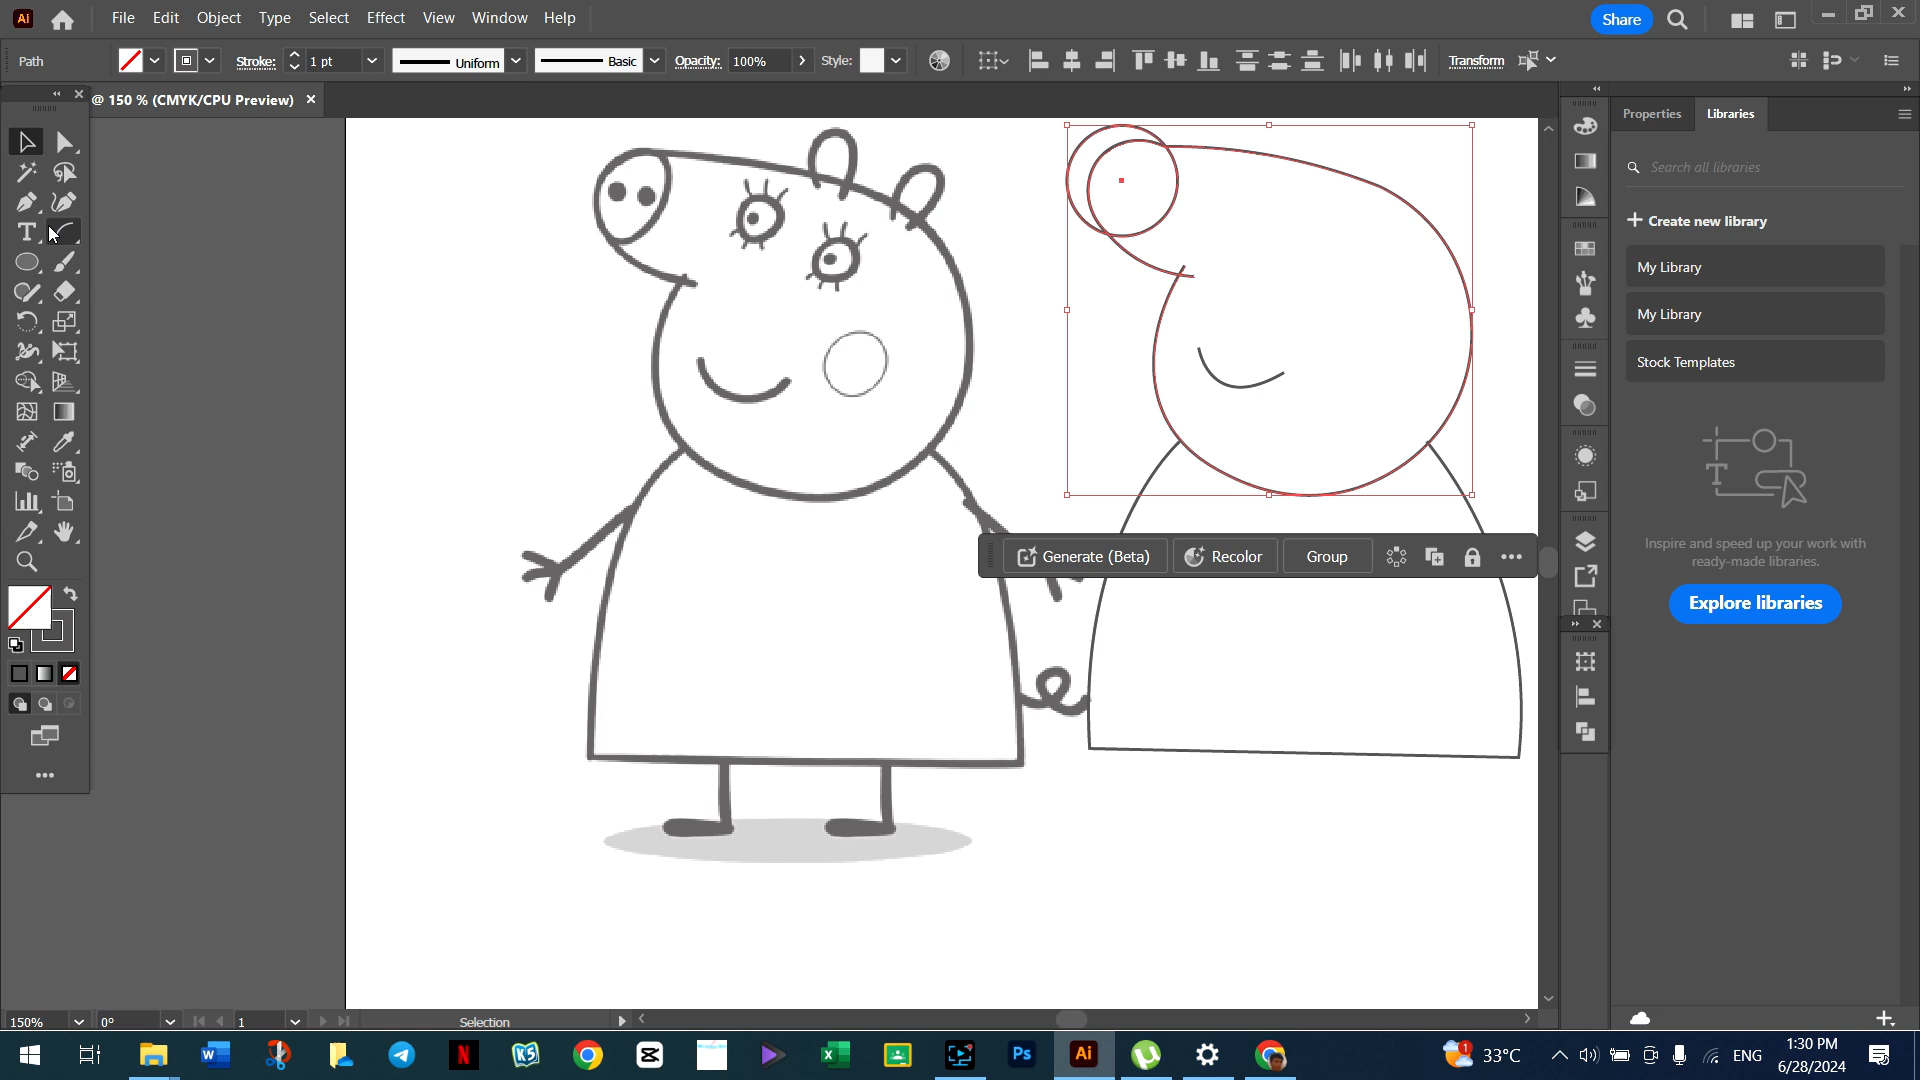 Ai File Edit Object Type Select Effect View Window Help Share
Path Stroke: 1 pt Uniform Basic Opacity: 100% Style: Transform
@ 150 % (CMYK/CPU Preview)
Properties Libraries
Search all libraries
Create new library
My Library
My Library
Stock Templates
Generate (Beta) Recolor Group
Inspire and speed up your work with
ready-made libraries.
Explore libraries
150% 0° 1 Selection
Ps Ai 33°C ENG
1:30 PM
6/28/2024